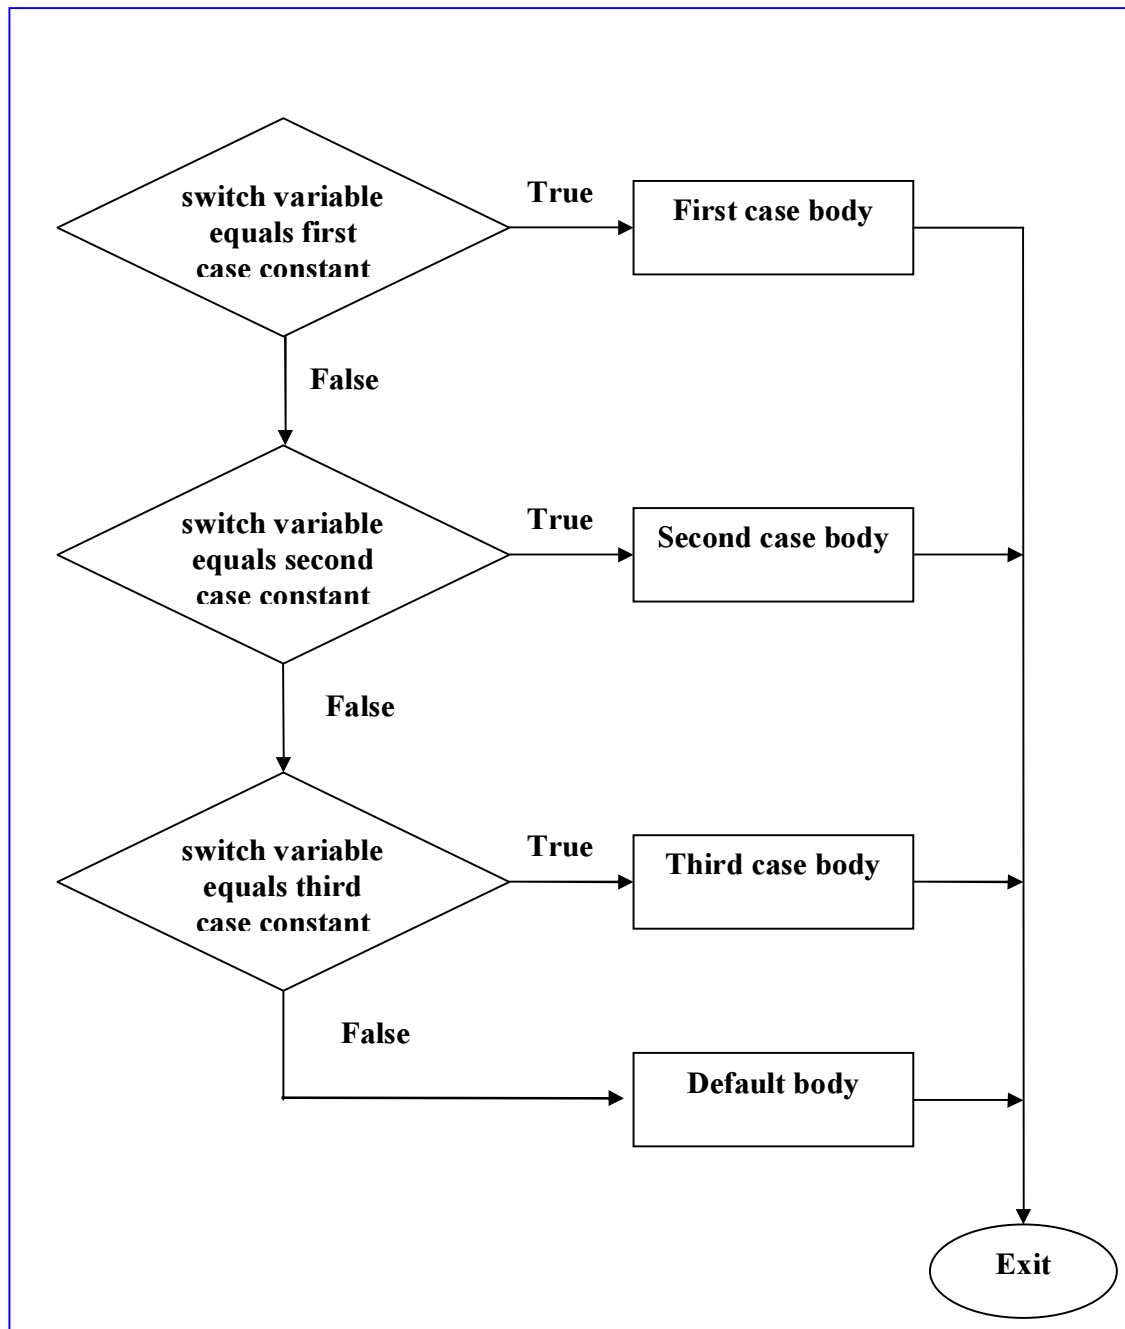 switch variable
equals first
case constant
True
First case body
False
switch variable
equals second
case constant
True
Second case body
False
switch variable
equals third
case constant
True
Third case body
False
Default body
Exit